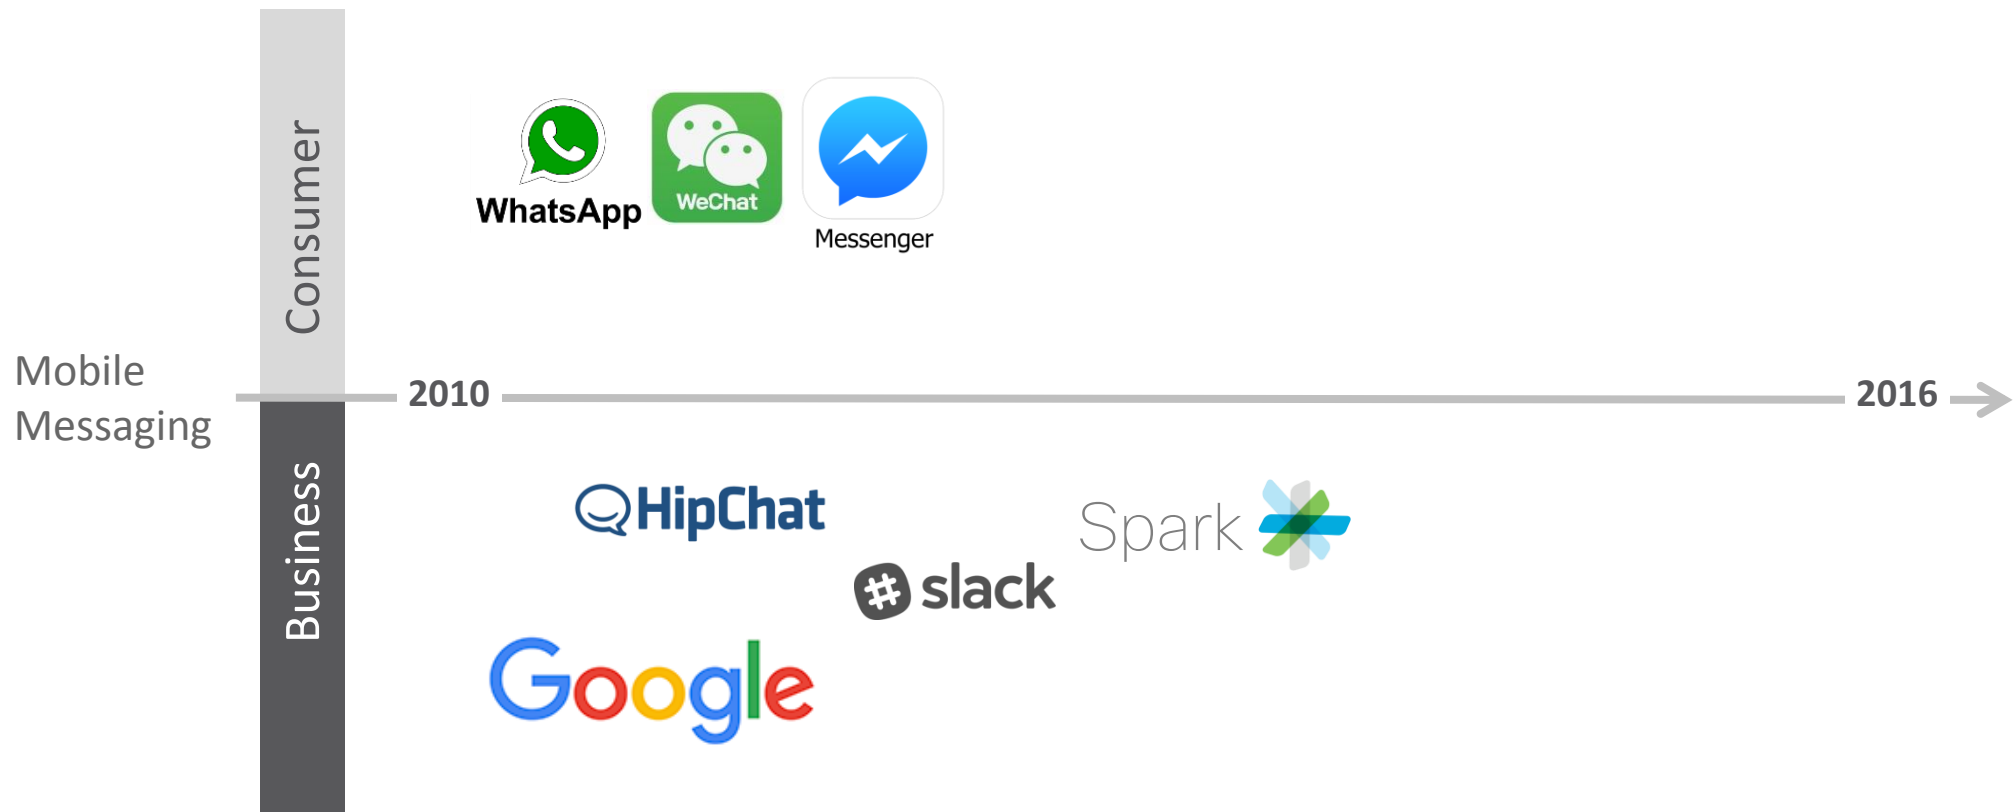 Consumer
WhatsApp
WeChat
Messenger
Mobile
Messaging
2010
2016
Business
HipChat
Spark
slack
Google